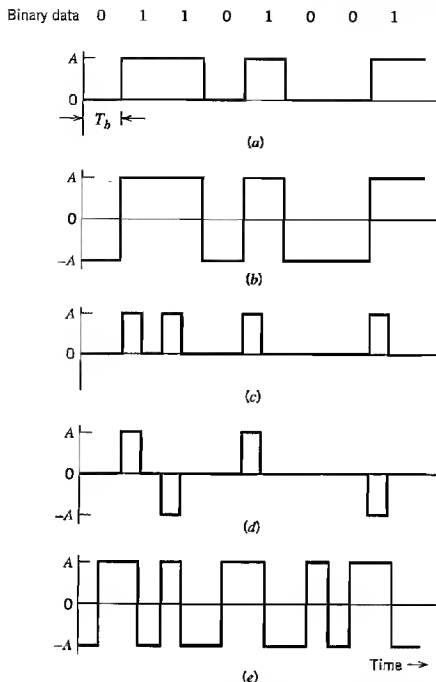 Binary data 0 1 1 0 1 0 0 1
A
0
T_b
(a)
A
0
−A
(b)
A
0
(c)
A
0
−A
(d)
A
0
−A
Time →
(e)